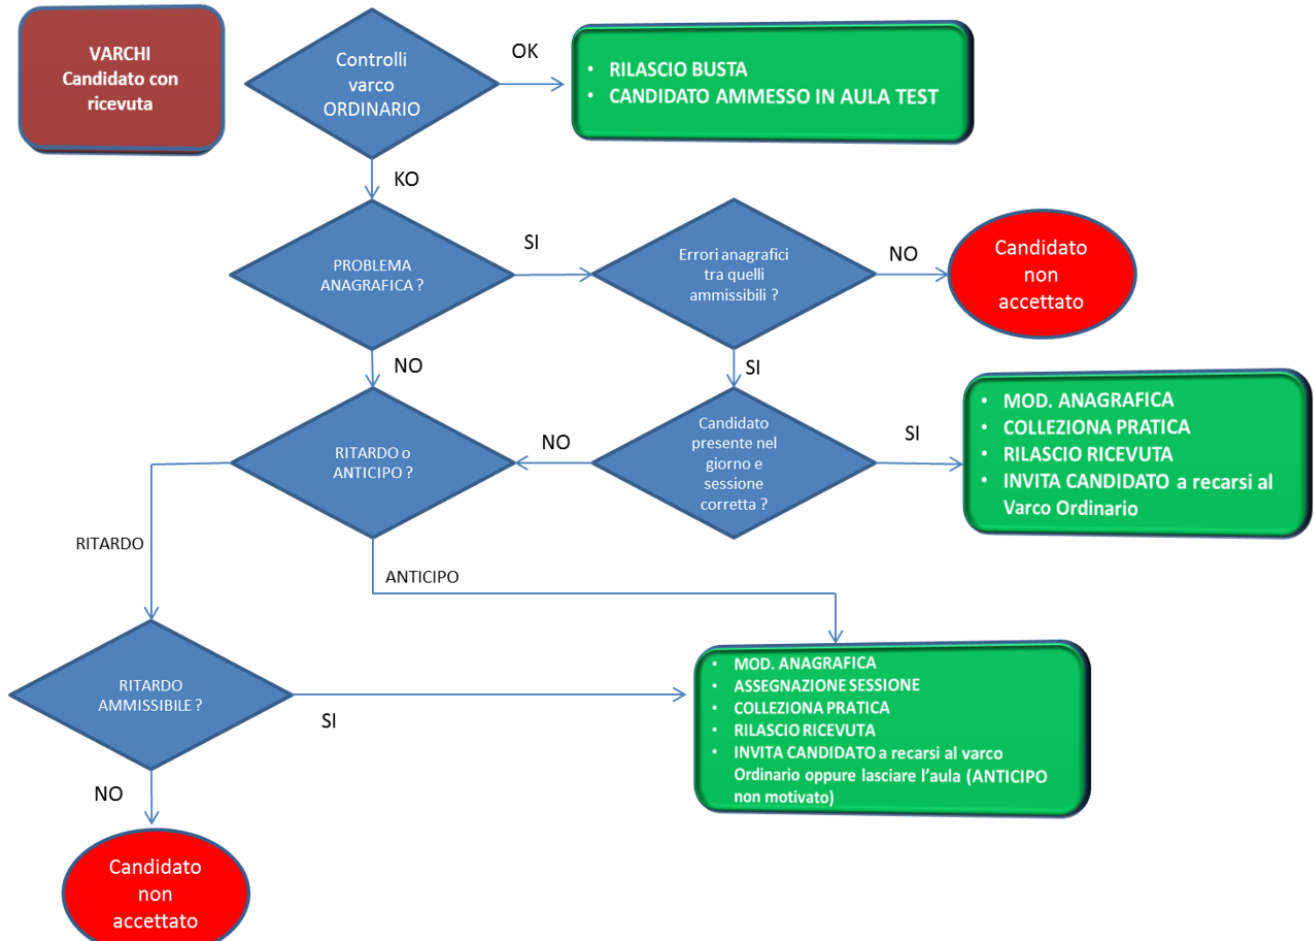 VARCHI
Candidato con
ricevuta
Controlli
varco
ORDINARIO
OK
• RILASCIO BUSTA
• CANDIDATO AMMESSO IN AULA TEST
KO
PROBLEMA
ANAGRAFICA ?
SI
Errori anagrafici
tra quelli
ammissibili ?
NO
Candidato
non
accettato
NO
SI
RITARDO o
ANTICIPO ?
NO
Candidato
presente nel
giorno e
sessione
corretta ?
SI
• MOD. ANAGRAFICA
• COLLEZIONA PRATICA
• RILASCIO RICEVUTA
• INVITA CANDIDATO a recarsi al
Varco Ordinario
RITARDO
ANTICIPO
RITARDO
AMMISSIBILE ?
SI
• MOD. ANAGRAFICA
• ASSEGNAZIONE SESSIONE
• COLLEZIONA PRATICA
• RILASCIO RICEVUTA
• INVITA CANDIDATO a recarsi al varco
Ordinario oppure lasciare l’aula (ANTICIPO
non motivato)
NO
Candidato
non
accettato